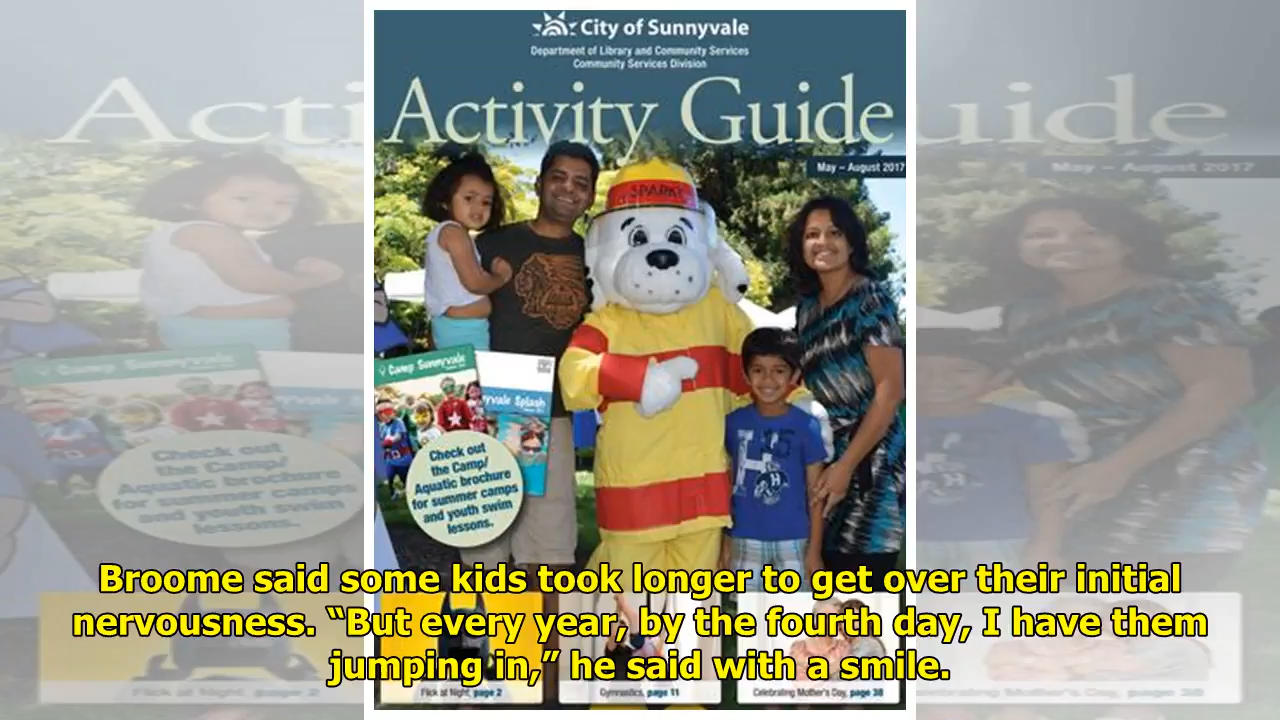 City of Sunnyvale
Department of Library and Community Services
Community Services Division
Activity Guide
May – August 2017
SPARKY
Camp Sunnyvale
yvale Splash
Check out
the Camp/
Aquatic brochure
for summer camps
and youth swim
lessons.
Broome said some kids took longer to get over their initial
nervousness. “But every year, by the fourth day, I have them
jumping in,” he said with a smile.
Flick at Night, page 2
Gymnastics, page 11
Celebrating Mother's Day, page 38